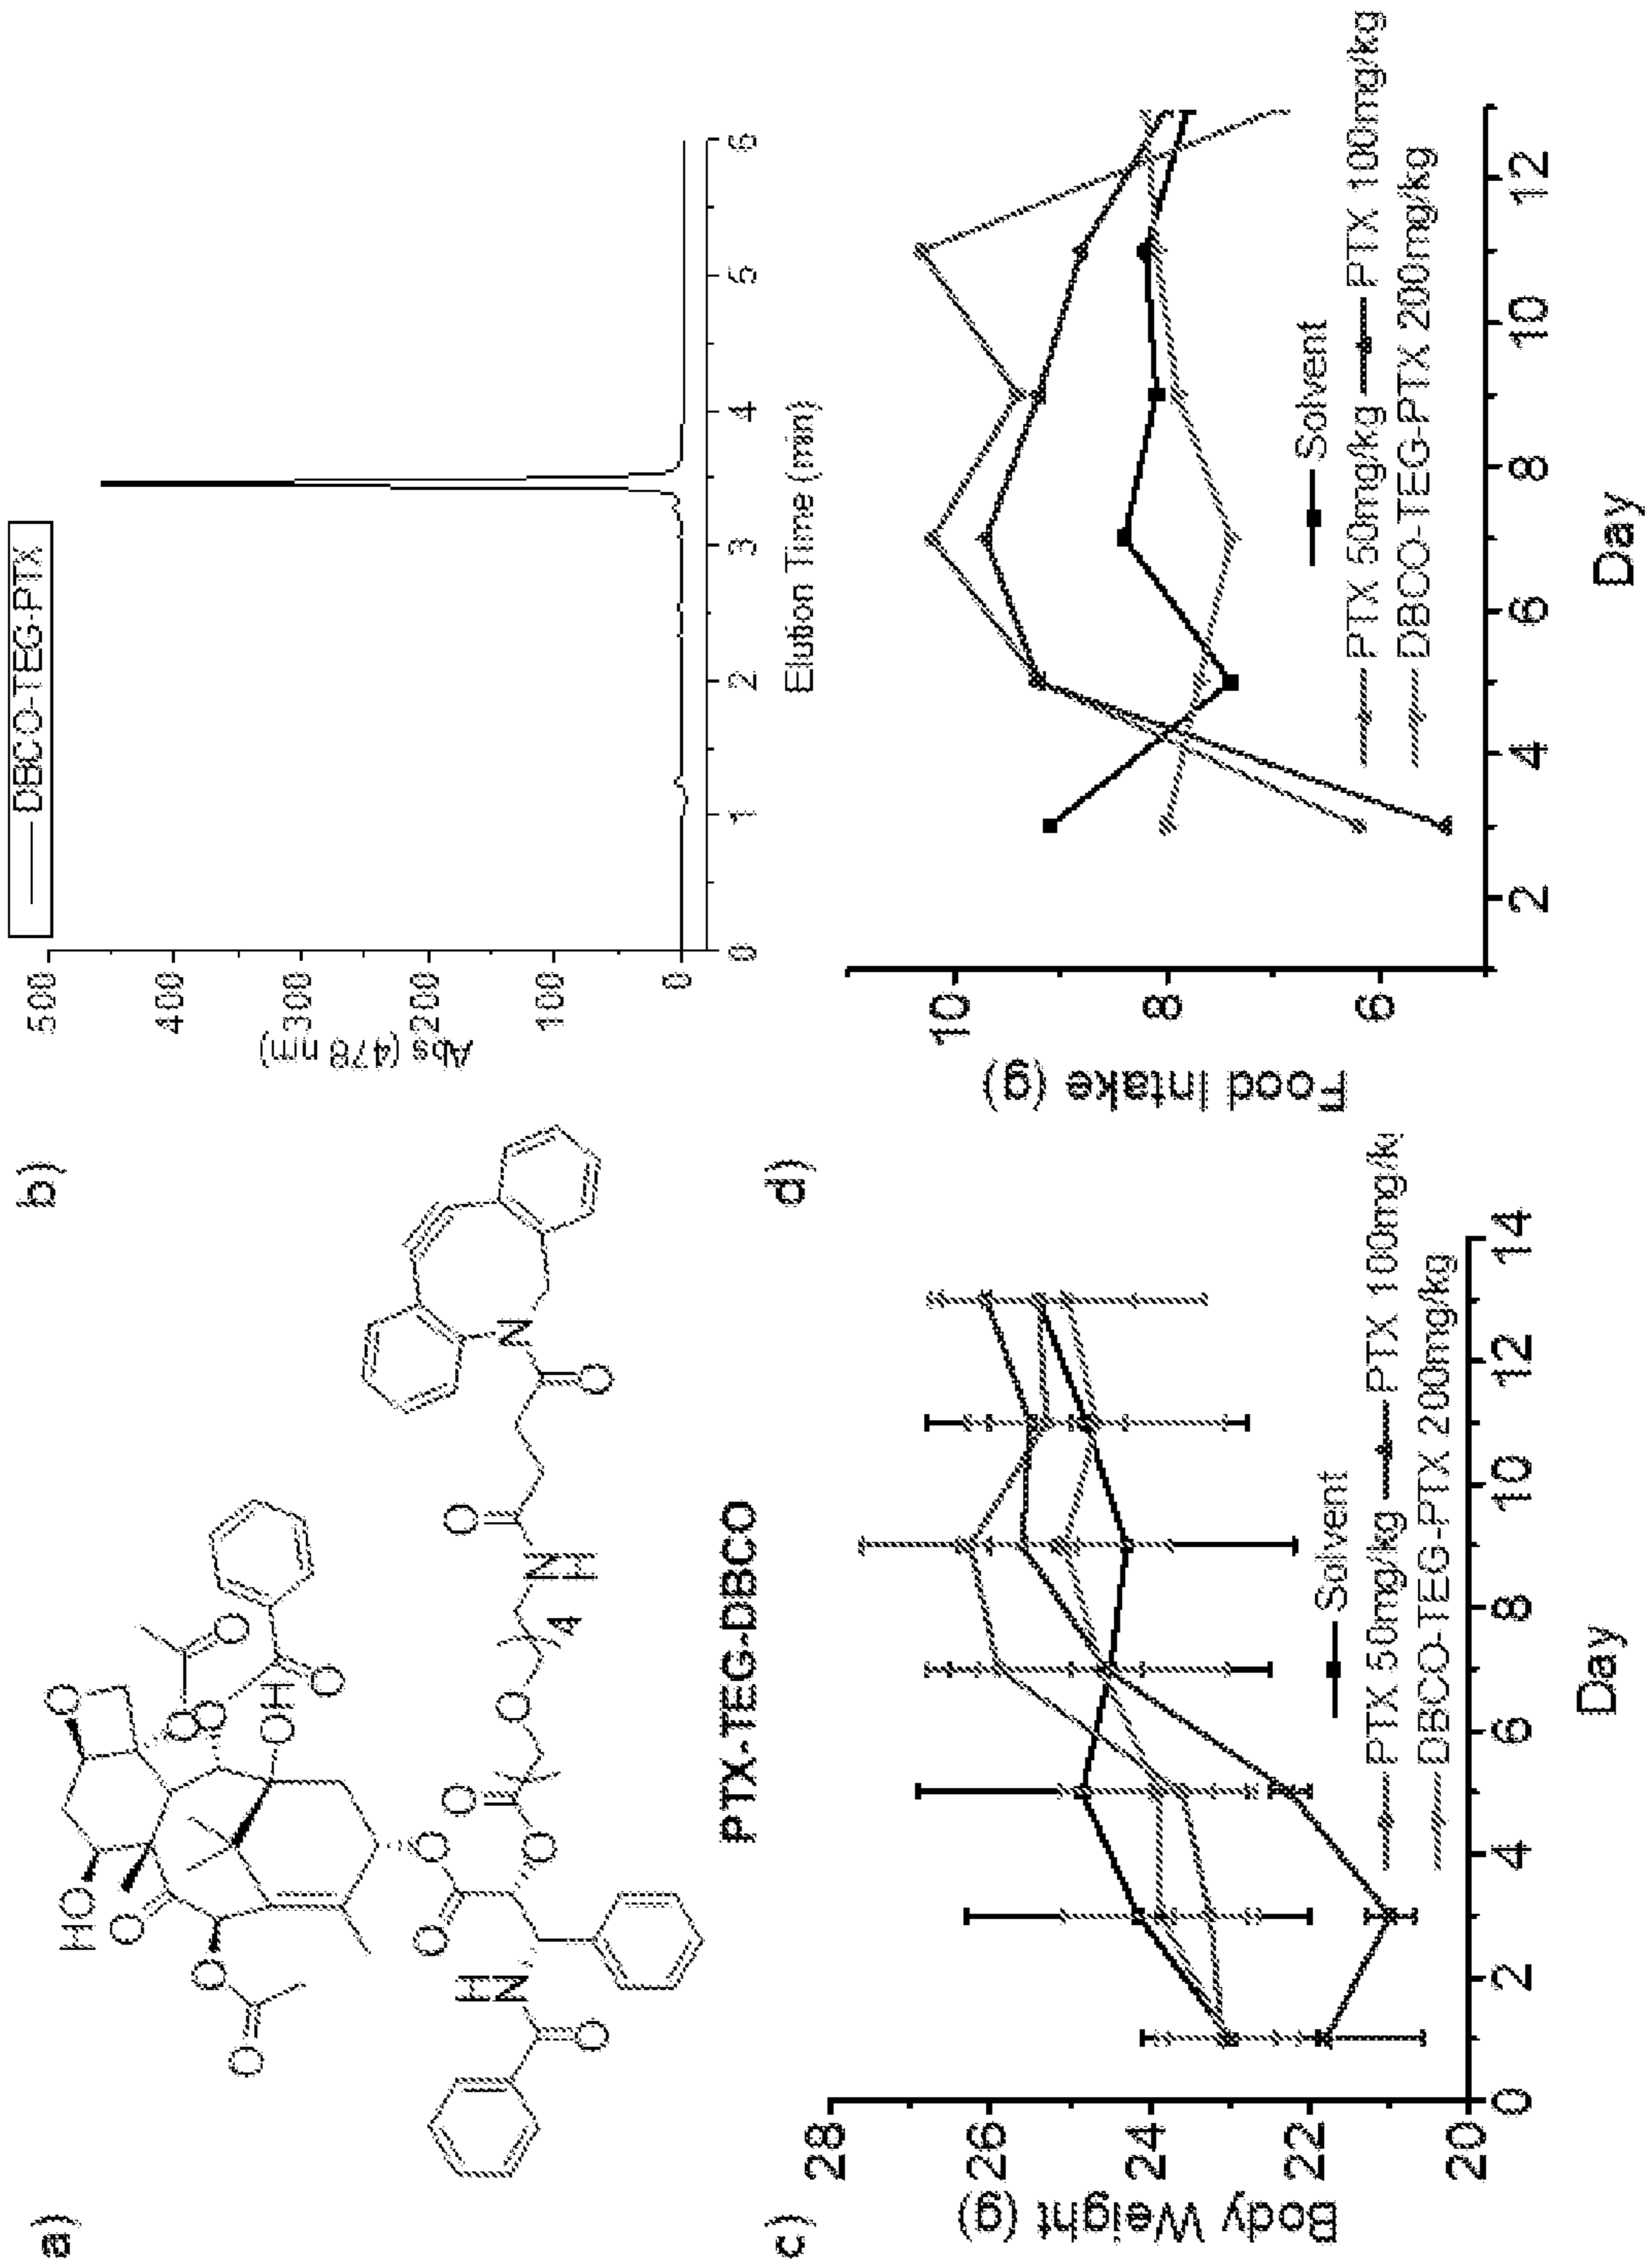 a)
HO
O
O
O
O
O
O
O
O
O
OH
O
H
N
O
O
O
O
O
O
4
N
H
O
N
O
PTX-TEG-DBCO
b)
DBCO-TEG-PTX
Abs (478 nm)
500
400
300
200
100
0
0 1 2 3 4 5 6
Elution Time (min)
c)
Body Weight (g)
28
26
24
22
20
Solvent
PTX 50mg/kg PTX 100mg/k
DBCO-TEG-PTX 200mg/kg
0 2 4 6 8 10 12 14
Day
d)
Food Intake (g)
10
8
6
Solvent
PTX 50mg/kg PTX 100mg/kg
DBCO-TEG-PTX 200mg/kg
2 4 6 8 10 12
Day